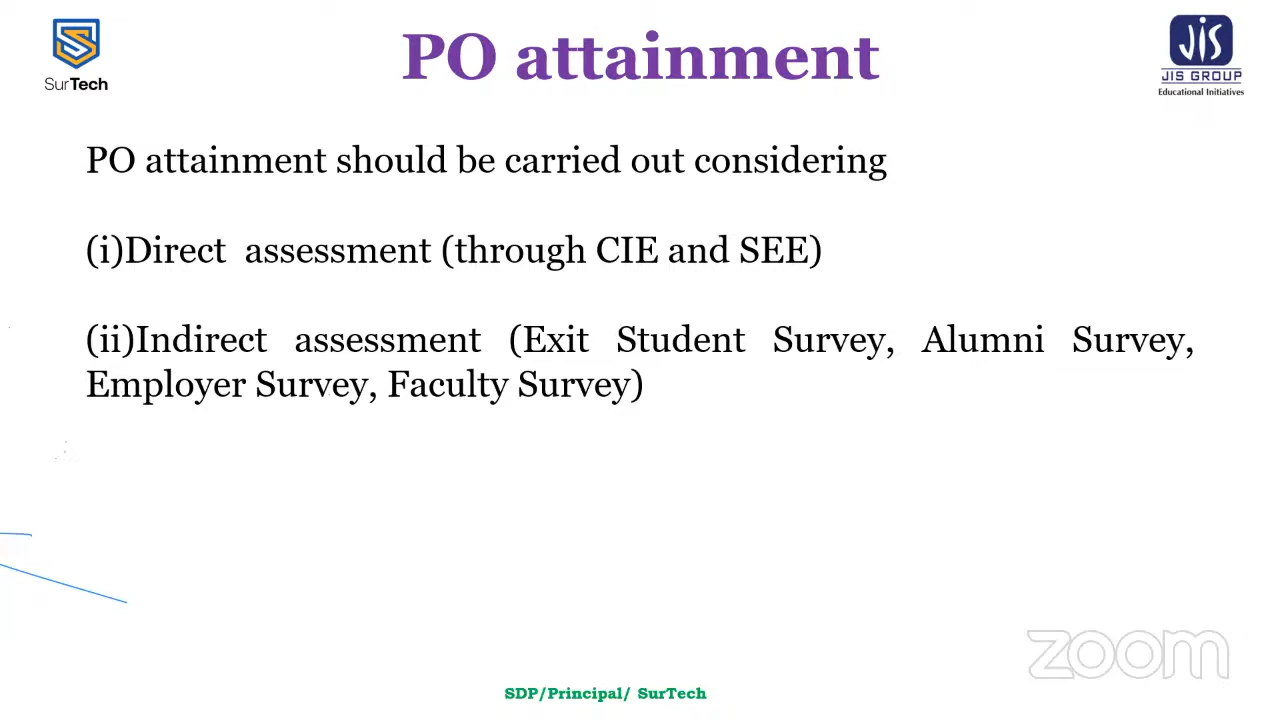 SurTech
PO attainment
JIS
JIS GROUP
Educational Initiatives
PO attainment should be carried out considering
(i)Direct assessment (through CIE and SEE)
(ii)Indirect assessment (Exit Student Survey, Alumni Survey,
Employer Survey, Faculty Survey)
zoom
SDP/Principal/ SurTech